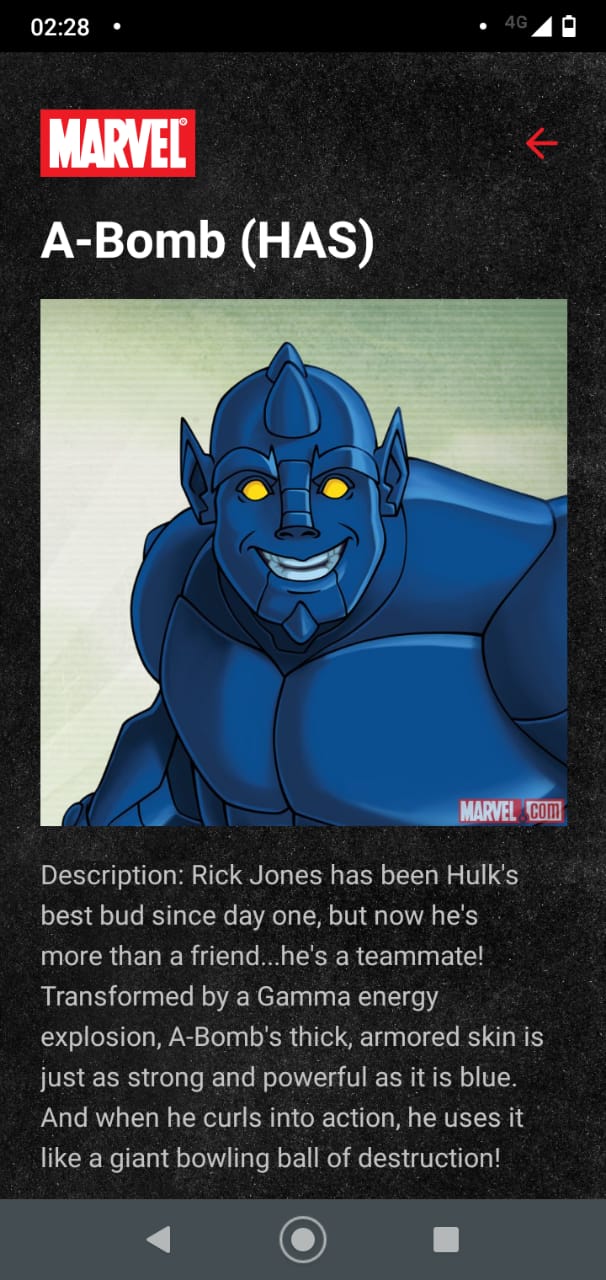 02:28
4G
MARVEL
A-Bomb (HAS)
MARVEL.com
Description: Rick Jones has been Hulk's
best bud since day one, but now he's
more than a friend...he's a teammate!
Transformed by a Gamma energy
explosion, A-Bomb's thick, armored skin is
just as strong and powerful as it is blue.
And when he curls into action, he uses it
like a giant bowling ball of destruction!